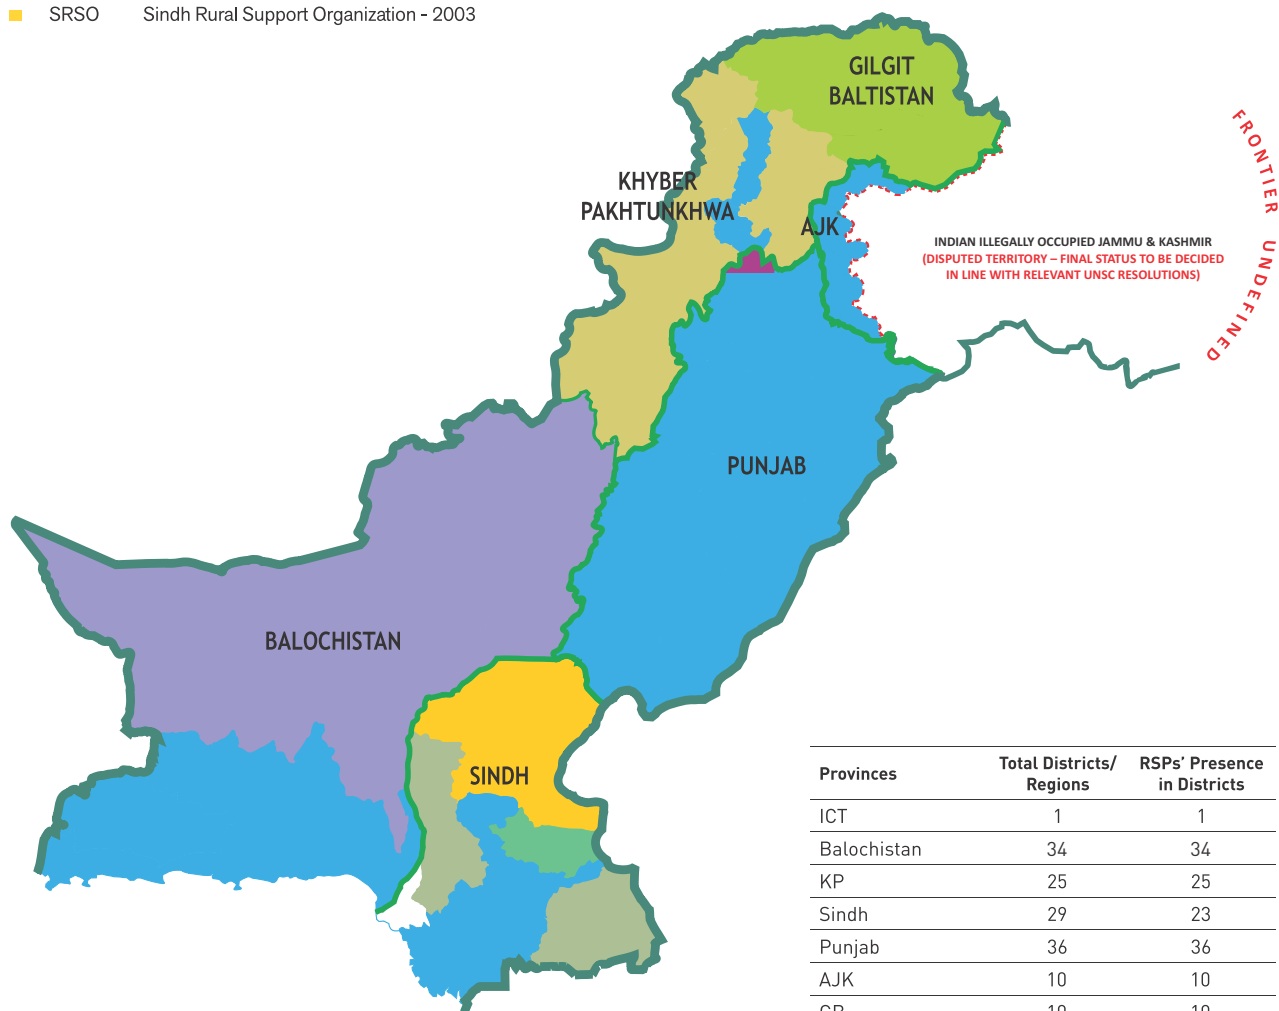 SRSO Sindh Rural Support Organization - 2003
GILGIT
BALTISTAN
FRONTIER UNDEFINED
KHYBER
PAKHTUNKHWA
AJK
INDIAN ILLEGALLY OCCUPIED JAMMU & KASHMIR
(DISPUTED TERRITORY – FINAL STATUS TO BE DECIDED
IN LINE WITH RELEVANT UNSC RESOLUTIONS)
PUNJAB
BALOCHISTAN
SINDH
Provinces Total Districts/ Regions RSPs' Presence in Districts
ICT 1 1
Balochistan 34 34
KP 25 25
Sindh 29 23
Punjab 36 36
AJK 10 10
GB 10 10